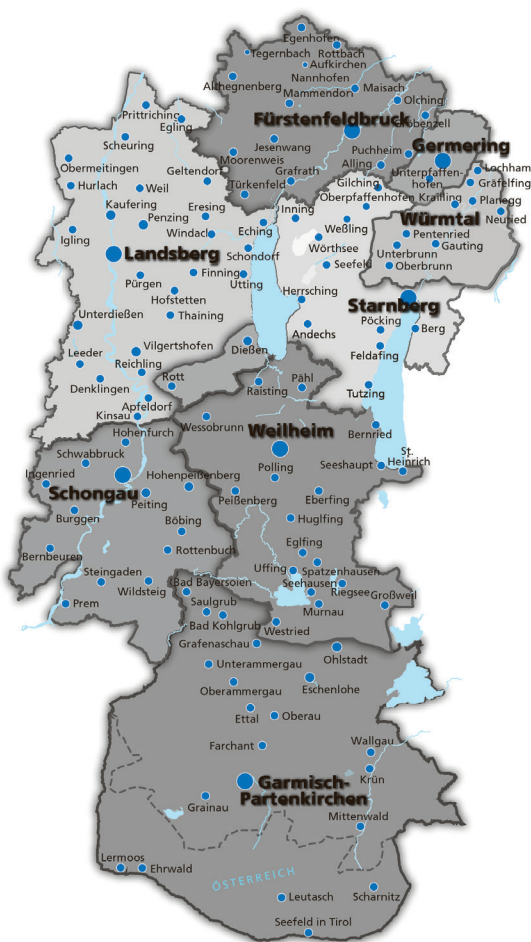 Egenhofen
Rottbach
Tegernbach
Aufkirchen
Nannhofen
Althegnenberg
Maisach
Mammendorf
Olching
Prittriching
Gröbenzell
Egling
Fürstenfeldbruck
Scheuring
Jesenwang
Puchheim
Germering
Moorenweis
Alling
Obermeitingen
Lochham
Geltendorf
Grafrath
Unterpfaffen-
hofen
Gräfelfing
Hurlach
Weil
Türkenfeld
Gilching
Krailling
Planegg
Kaufering
Eresing
Inning
Oberpfaffenhofen
Würmtal
Neuried
Penzing
Eching
Weßling
Pentenried
Igling
Windach
Wörthsee
Gauting
Landsberg
Schondorf
Unterbrunn
Seefeld
Oberbrunn
Finning
Utting
Pürgen
Herrsching
Hofstetten
Starnberg
Unterdießen
Thaining
Pöcking
Berg
Andechs
Vilgertshofen
Dießen
Feldafing
Leeder
Reichling
Denklingen
Rott
Pähl
Raisting
Tutzing
Apfeldorf
Kinsau
Wessobrunn
Hohenfurch
Weilheim
Bernried
Schwabbruck
St.
Heinrich
Seeshaupt
Ingenried
Hohenpeißenberg
Polling
Schongau
Peiting
Peißenberg
Eberfing
Burggen
Huglfing
Böbing
Eglfing
Bernbeuren
Rottenbuch
Uffing
Spatzenhausen
Steingaden
Bad Bayersoien
Seehausen
Riegsee
Wildsteig
Großweil
Prem
Saulgrub
Murnau
Bad Kohlgrub
Westried
Grafenaschau
Ohlstadt
Unterammergau
Eschenlohe
Oberammergau
Ettal
Oberau
Farchant
Wallgau
Krün
Garmisch-
Partenkirchen
Grainau
Mittenwald
Lermoos
Ehrwald
ÖSTERREICH
Scharnitz
Leutasch
Seefeld in Tirol